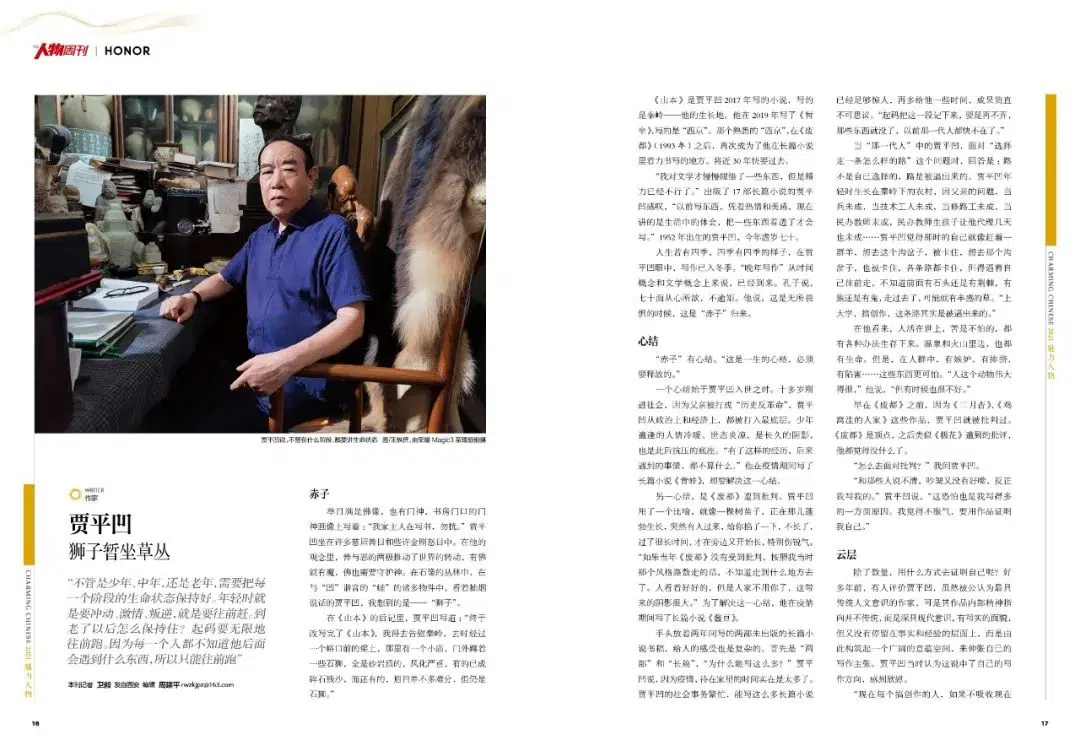 人物周刊 | HONOR
贾平凹说，不管在什么阶段，都要讲生命状态 图/王侯原，由荣耀 Magic3 至臻版拍摄
WRITER
作家
贾平凹
狮子暂坐草丛
“不管是少年、中年，还是老年，需要把每
一个阶段的生命状态保持好。年轻时就
是要冲动、激情、叛逆，就是要往前赶。到
老了以后怎么保持住？起码要无限地
往前跑。因为每一个人都不知道他后面
会遇到什么东西，所以只能往前跑”
本刊记者 卫毅 发自西安 编辑 周建平 rwzkjpz@163.com
CHARMING CHINESE 2021 魅力人物
16
赤子
举目满是佛像，也有门神，书房门口的门
神画像上写着：“我家主人在写书，勿扰。”贾平
凹坐在许多慈眉善目和些许金刚怒目中。在他的
观念里，善与恶的两极推动了世界的转动，有佛
就有魔，佛也需要守护神。在石像的丛林中，在
与“凹”谐音的“蛙”的诸多物件中，看着抽烟
说话的贾平凹，我想到的是——“狮子”。
在《山本》的后记里，贾平凹写道：“终于
改写完了《山本》，我得去告慰秦岭，去时经过
一个峪口前的梁上，那里有一个小庙，门外蹲着
一些石狮，全是砂岩质的，风化严重，有的已成
碎石残沙，而还有的，眉目并不多难分，但仍是
石狮。”
《山本》是贾平凹 2017 年写的小说，写的
是秦岭——他的生长地。他在 2019 年写了《暂
坐》，写的是“西京”。那个熟悉的“西京”，在《废
都》（1993 年）之后，再次成为了他在长篇小说
里着力书写的地方。将近 30 年快要过去。
“我对文学才慢慢醒悟了一些东西，但是精
力已经不行了。”出版了 17 部长篇小说的贾平
凹感叹，“以前写东西，凭着热情和美感，现在
讲的是生活中的体会，把一些东西看透了才会
写。”1952 年出生的贾平凹，今年虚岁七十。
人生若有四季，四季有四季的样子，在贾
平凹眼中，写作已入冬季。“晚年写作”从时间
概念和文学概念上来说，已经到来。孔子说，
七十而从心所欲，不逾矩。他说，这是无所畏
惧的时候，这是“赤子”归来。
心结
“赤子”有心结。“这是一生的心结，必须
要释放的。”
一个心结始于贾平凹入世之时。十多岁刚
进社会，因为父亲被打成“历史反革命”，贾平
凹从政治上和经济上，都被打入最底层。少年
遭逢的人情冷暖、世态炎凉，是长久的阴影，
也是此后抗压的底座。“有了这样的经历，后来
遇到的事情，都不算什么。”他在疫情期间写了
长篇小说《青蛙》，想要解决这一心结。
另一心结，是《废都》遭到批判。贾平凹
用了一个比喻，就像一棵树苗子，正在那儿蓬
勃生长，突然有人过来，给你掐了一下，不长了，
过了很长时间，才在旁边又开始长，特别伤锐气。
“如果当年《废都》没有受到批判，按照我当时
那个风格路数走的话，不知道走到什么地方去
了。人看着好好的，但是人家不用你了，这带
来的阴影很大。”为了解决这一心结，他在疫情
期间写了长篇小说《酱豆》。
手头放着两年间写的两部未出版的长篇小
说书稿，给人的感受也是复杂的。首先是“两
部”和“长篇”，“为什么能写这么多？”贾平
凹说，因为疫情，待在家里的时间实在是太多了。
贾平凹的社会事务繁忙，能写这么多长篇小说
已经足够惊人，再多给他一些时间，成果简直
不可思议。“起码把这一段记下来，要是再不弄，
那些东西就没了，以前那一代人都快不在了。”
当“那一代人”中的贾平凹，面对“选择
走一条怎么样的路”这个问题时，回答是：路
不是自己选择的，路是被逼出来的。贾平凹年
轻时生长在秦岭下的农村，因父亲的问题，当
兵未成，当技术工人未成，当修路工未成，当
民办教师未成，民办教师生孩子让他代理几天
也未成……贾平凹觉得那时的自己就像赶着一
群羊，想去这个沟岔子，被卡住，想去那个沟
岔子，也被卡住，各条路都卡住，但得逼着自
己往前走，不知道前面有石头还是有荆棘，有
狼还是有鬼，走过去了，可能就有丰盛的草。“上
大学，搞创作，这条路其实是被逼出来的。”
在他看来，人活在世上，苦是不怕的，都
有各种办法生存下来。温泉和火山里边，也都
有生命。但是，在人群中，有嫉妒，有排挤，
有陷害……这些东西更可怕。“人这个动物伟大
得很，”他说，“但有时候也很不好。”
早在《废都》之前，因为《二月杏》、《鸡
窝洼的人家》这些作品，贾平凹就被批判过。
《废都》是顶点，之后类似《极花》遭到的批评，
他都觉得没什么了。
“怎么去面对批判？”我问贾平凹。
“和那些人说不清，吵架又没有好嘴，反正
我写我的。”贾平凹说，“这恐怕也是我写得多
的一方面原因。我觉得不服气，要用作品证明
我自己。”
云层
除了数量，用什么方式去证明自己呢？好
多年前，有人评价贾平凹，虽然被公认为最具
传统人文意识的作家，可是其作品内部精神指
向并不传统，而是深具现代意识，有写实的面貌，
但又没有停留在事实和经验的层面上，而是由
此构筑起一个广阔的意蕴空间，来伸张自己的
写作主张。贾平凹当时认为这说中了自己的写
作方向，感到欣慰。
“现在每个搞创作的人，如果不吸收现在
CHARMING CHINESE 2021 魅力人物
17